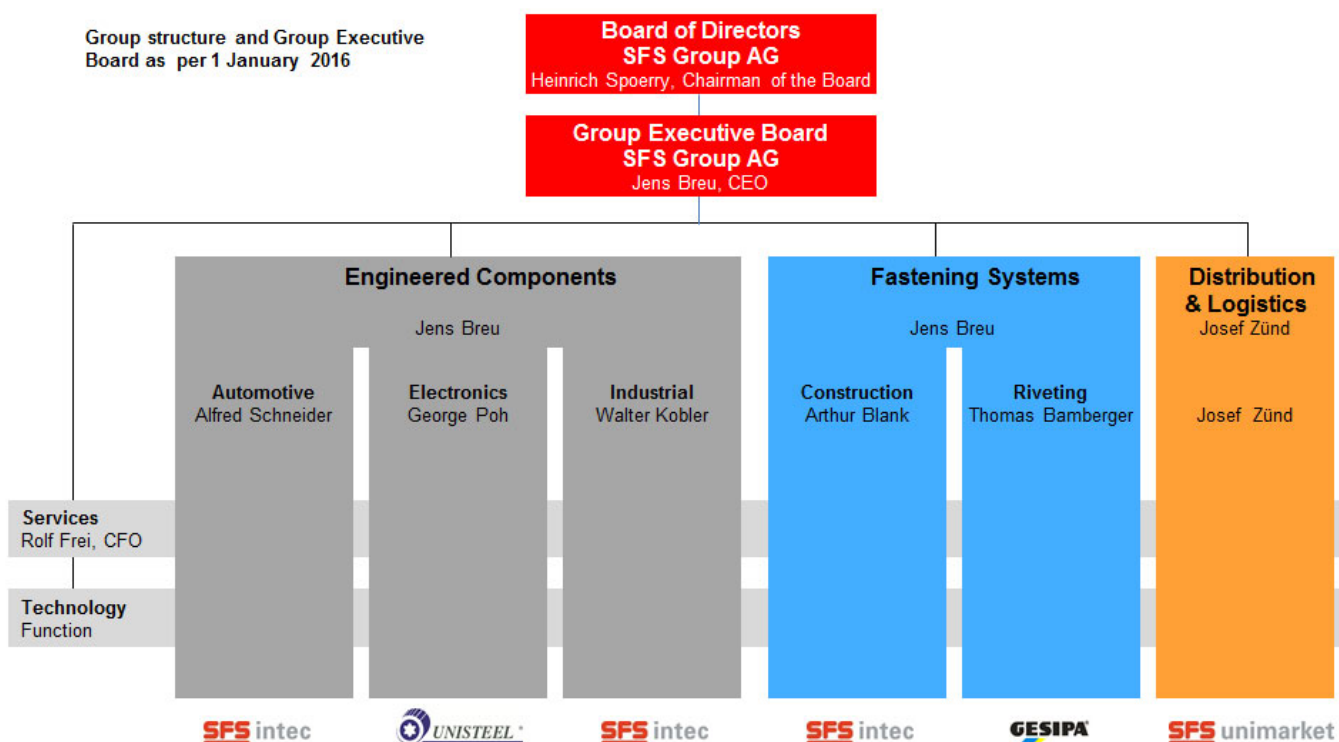 Group structure and Group Executive
Board as per 1 January 2016
Board of Directors
SFS Group AG
Heinrich Spoerry, Chairman of the Board
Group Executive Board
SFS Group AG
Jens Breu, CEO
Engineered Components
Jens Breu
Automotive
Alfred Schneider
Electronics
George Poh
Industrial
Walter Kobler
Fastening Systems
Jens Breu
Construction
Arthur Blank
Riveting
Thomas Bamberger
Distribution
& Logistics
Josef Zünd
Josef Zünd
Services
Rolf Frei, CFO
Technology
Function
SFS intec
UNISTEEL
SFS intec
SFS intec
GESIPA
SFS unimarket